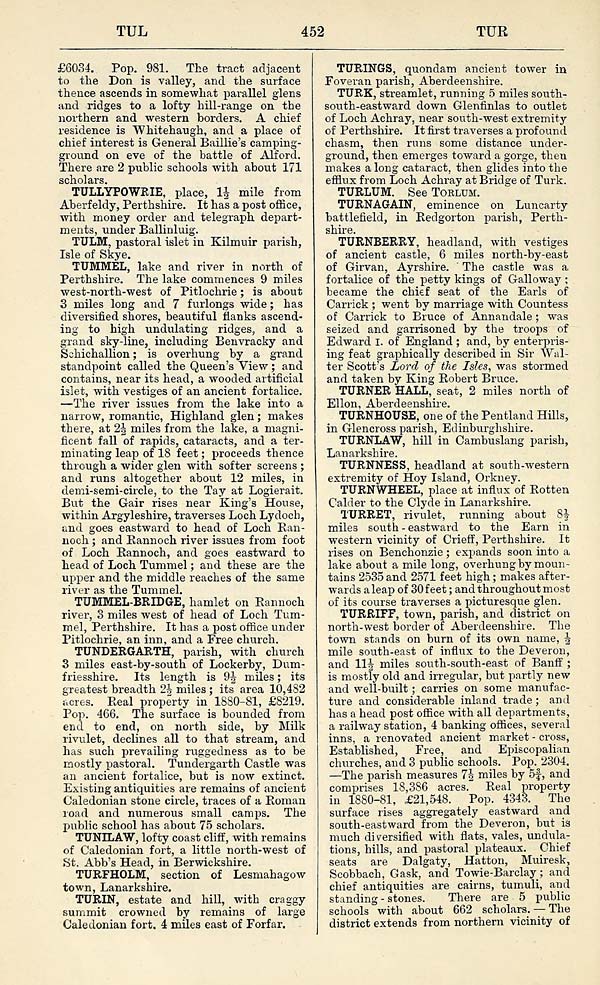 TUL 452 TUR
£6034. Pop. 981. The tract adjacent
to the Don is valley, and the surface
thence ascends in somewhat parallel glens
and ridges to a lofty hill-range on the
northern and western borders. A chief
residence is Whitehaugh, and a place of
chief interest is General Baillie's camping-
ground on eve of the battle of Alford.
There are 2 public schools with about 171
scholars.
TULLYPOWRIE, place, 1½ mile from
Aberfeldy, Perthshire. It has a post office,
with money order and telegraph depart-
ments, under Ballinluig.
TULM, pastoral islet in Kilmuir parish,
Isle of Skye.
TUMMEL, lake and river in north of
Perthshire. The lake commences 9 miles
west-north-west of Pitlochrie; is about
3 miles long and 7 furlongs wide; has
diversified shores, beautiful flanks ascend-
ing to high undulating ridges, and a
grand sky-line, including Benvracky and
Schichallion; is overhung by a grand
standpoint called the Queen's View; and
contains, near its head, a wooded artificial
islet, with vestiges of an ancient fortalice.
—The river issues from the lake into a
narrow, romantic, Highland glen; makes
there, at 2½ miles from the lake, a magni-
ficent fall of rapids, cataracts, and a ter-
minating leap of 18 feet; proceeds thence
through a wider glen with softer screens;
and runs altogether about 12 miles, in
demi-semi-circle, to the Tay at Logierait.
But the Gair rises near King's House,
within Argyleshire, traverses Loch Lydoch,
and goes eastward to head of Loch Ran-
noch; and Rannoch river issues from foot
of Loch Rannoch, and goes eastward to
head of Loch Tummel; and these are the
upper and the middle reaches of the same
river as the Tummel.
TUMMEL-BRIDGE, hamlet on Rannoch
river, 3 miles west of head of Loch Tum-
mel, Perthshire. It has a post office under
Pitlochrie, an inn, and a Free church.
TUNDERGARTH, parish, with church
3 miles east-by-south of Lockerby, Dum-
friesshire. Its length is 9½ miles; its
greatest breadth 2½ miles; its area 10,482
acres. Real property in 1880-81, £8219.
Pop. 466. The surface is bounded from
end to end, on north side, by Milk
rivulet, declines all to that stream, and
has such prevailing ruggedness as to be
mostly pastoral. Tundergarth Castle was
an ancient fortalice, but is now extinct.
Existing antiquities are remains of ancient
Caledonian stone circle, traces of a Roman
road and numerous small camps. The
public school has about 75 scholars.
TUNILAW, lofty coast cliff, with remains
of Caledonian fort, a little north-west of
St. Abb's Head, in Berwickshire.
TURFHOLM, section of Lesmahagow
town, Lanarkshire.
TURIN, estate and hill, with craggy
summit crowned by remains of large
Caledonian fort, 4 miles east of Forfar.
TURINGS, quondam ancient tower in
Foveran parish, Aberdeenshire.
TURK, streamlet, running 5 miles south-
south-eastward down Glenfinlas to outlet
of Loch Achray, near south-west extremity
of Perthshire. It first traverses a profound
chasm, then runs some distance under-
ground, then emerges toward a gorge, then
makes a long cataract, then glides into the
efflux from Loch Achray at Bridge of Turk.
TURLUM. See TORLUM.
TURNAGAIN, eminence on Luncarty
battlefield, in Redgorton parish, Perth-
shire.
TURNBERRY, headland, with vestiges
of ancient castle, 6 miles north-by-east
of Girvan, Ayrshire. The castle was a
fortalice of the petty kings of Galloway;
became the chief seat of the Earls of
Carrick; went by marriage with Countess
of Carrick to Bruce of Annandale; was
seized and garrisoned by the troops of
Edward I. of England; and, by enterpris-
ing feat graphically described in Sir Wal-
ter Scott's Lord of the Isles, was stormed
and taken by King Robert Bruce.
TURNER HALL, seat, 2 miles north of
Ellon, Aberdeenshire.
TURNHOUSE, one of the Pentland Hills,
in Glencross parish, Edinburghshire.
TURNLAW, hill in Cambuslang parish,
Lanarkshire.
TURNNESS, headland at south-western
extremity of Hoy Island, Orkney.
TURNWHEEL, place at influx of Rotten
Calder to the Clyde in Lanarkshire.
TURRET, rivulet, running about 8½
miles south-eastward to the Earn in
western vicinity of Crieff, Perthshire. It
rises on Benchonzie; expands soon into a
lake about a mile long, overhung by moun-
tains 2535 and 2571 feet high; makes after-
wards a leap of 30 feet; and throughout most
of its course traverses a picturesque glen.
TURRIFF, town, parish, and district on
north-west border of Aberdeenshire. The
town stands on burn of its own name, ½
mile south-east of influx to the Deveron,
and 11½ miles south-south-east of Banff;
is mostly old and irregular, but partly new
and well-built; carries on some manufac-
ture and considerable inland trade; and
has a head post office with all departments,
a railway station, 4 banking offices, several
inns, a renovated ancient market-cross,
Established, Free, and Episcopalian
churches, and 3 public schools. Pop. 2304.
—The parish measures 7½ miles by 5¾, and
comprises 18,386 acres. Real property
in 1880-81, £21,548. Pop. 4343. The
surface rises aggregately eastward and
south-eastward from the Deveron, but is
much diversified with flats, vales, undula-
tions, hills, and pastoral plateaux. Chief
seats are Dalgaty, Hatton, Muiresk,
Scobbach, Gask, and Towie-Barclay; and
chief antiquities are cairns, tumuli, and
standing-stones. There are 5 public
schools with about 662 scholars.—The
district extends from northern vicinity of